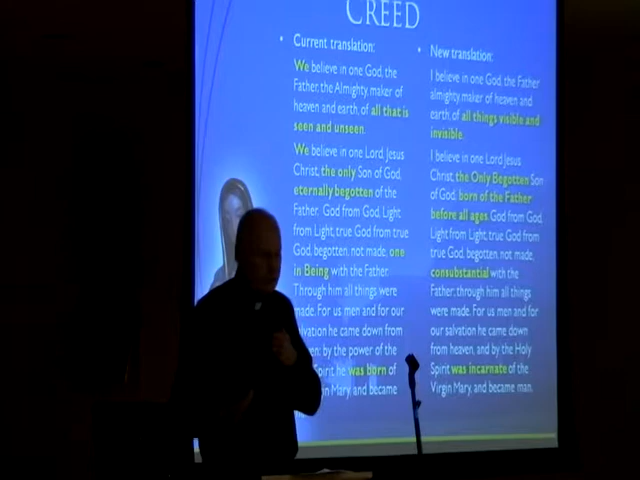 CREED
• Current translation:
We believe in one God, the
Father, the Almighty, maker of
heaven and earth, of all that is
seen and unseen.
We believe in one Lord, Jesus
Christ, the only Son of God,
eternally begotten of the
Father. God from God, Light
from Light, true God from true
God, begotten, not made, one
in Being with the Father.
Through him all things were
made. For us men and for our
salvation he came down from
by the power of the
Spirit he was born of
Mary, and became
• New translation:
I believe in one God, the Father
almighty, maker of heaven and
earth, of all things visible and
invisible.
I believe in one Lord Jesus
Christ, the Only Begotten Son
of God, born of the Father
before all ages. God from God,
Light from Light, true God from
true God, begotten, not made,
consubstantial with the
Father; through him all things
were made. For us men and for
our salvation he came down
from heaven, and by the Holy
Spirit was incarnate of the
Virgin Mary, and became man.